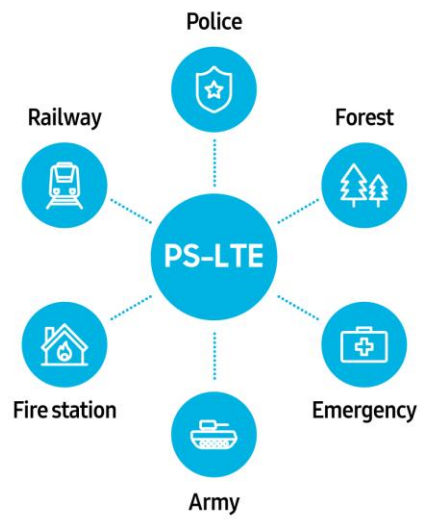 Police
Railway
Forest
PS-LTE
Fire station
Emergency
Army